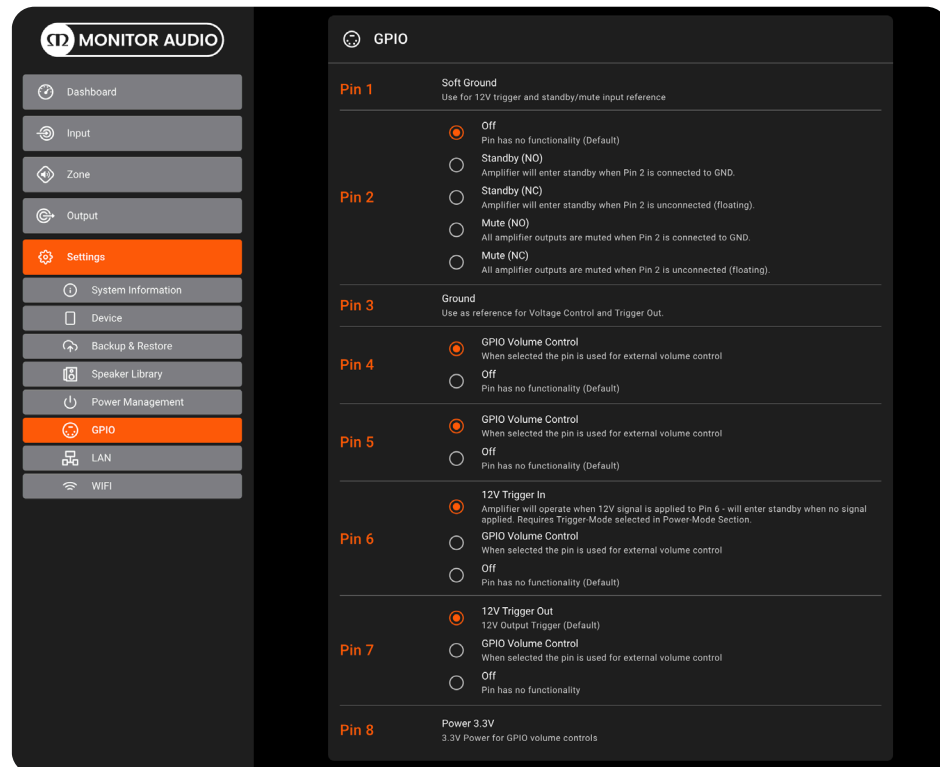 MONITOR AUDIO
Dashboard
Input
Zone
Output
Settings
System Information
Device
Backup & Restore
Speaker Library
Power Management
GPIO
LAN
WIFI
GPIO
Pin 1
Soft Ground
Use for 12V trigger and standby/mute input reference
Pin 2
Off
Pin has no functionality (Default)
Standby (NO)
Amplifier will enter standby when Pin 2 is connected to GND.
Standby (NC)
Amplifier will enter standby when Pin 2 is unconnected (floating).
Mute (NO)
All amplifier outputs are muted when Pin 2 is connected to GND.
Mute (NC)
All amplifier outputs are muted when Pin 2 is unconnected (floating).
Pin 3
Ground
Use as reference for Voltage Control and Trigger Out.
Pin 4
GPIO Volume Control
When selected the pin is used for external volume control
Off
Pin has no functionality (Default)
Pin 5
GPIO Volume Control
When selected the pin is used for external volume control
Off
Pin has no functionality (Default)
Pin 6
12V Trigger In
Amplifier will operate when 12V signal is applied to Pin 6 - will enter standby when no signal
applied. Requires Trigger-Mode selected in Power-Mode Section.
GPIO Volume Control
When selected the pin is used for external volume control
Off
Pin has no functionality (Default)
Pin 7
12V Trigger Out
12V Output Trigger (Default)
GPIO Volume Control
When selected the pin is used for external volume control
Off
Pin has no functionality
Pin 8
Power 3.3V
3.3V Power for GPIO volume controls